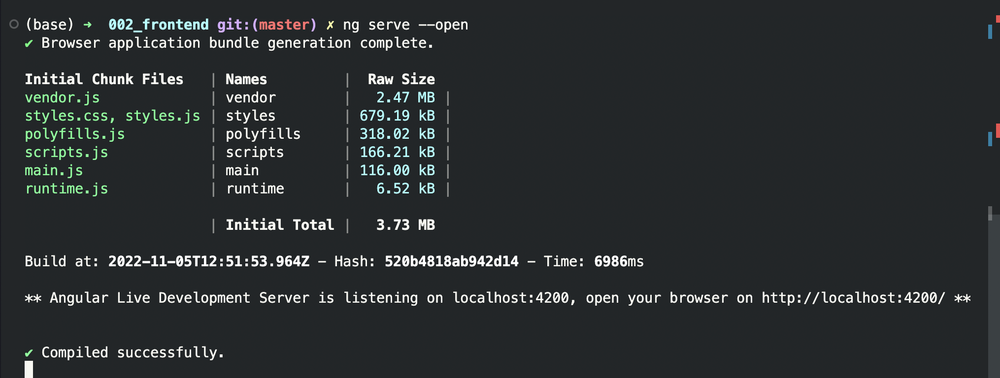 (base) ➜  002_frontend git:(master) ✗ ng serve --open
✔ Browser application bundle generation complete.
Initial Chunk Files   | Names         |  Raw Size
vendor.js             | vendor        |   2.47 MB |
styles.css, styles.js | styles        | 679.19 kB |
polyfills.js          | polyfills     | 318.02 kB |
scripts.js            | scripts       | 166.21 kB |
main.js               | main          | 116.00 kB |
runtime.js            | runtime       |   6.52 kB |
                      | Initial Total |   3.73 MB
Build at: 2022-11-05T12:51:53.964Z - Hash: 520b4818ab942d14 - Time: 6986ms
** Angular Live Development Server is listening on localhost:4200, open your browser on http://localhost:4200/ **
✔ Compiled successfully.